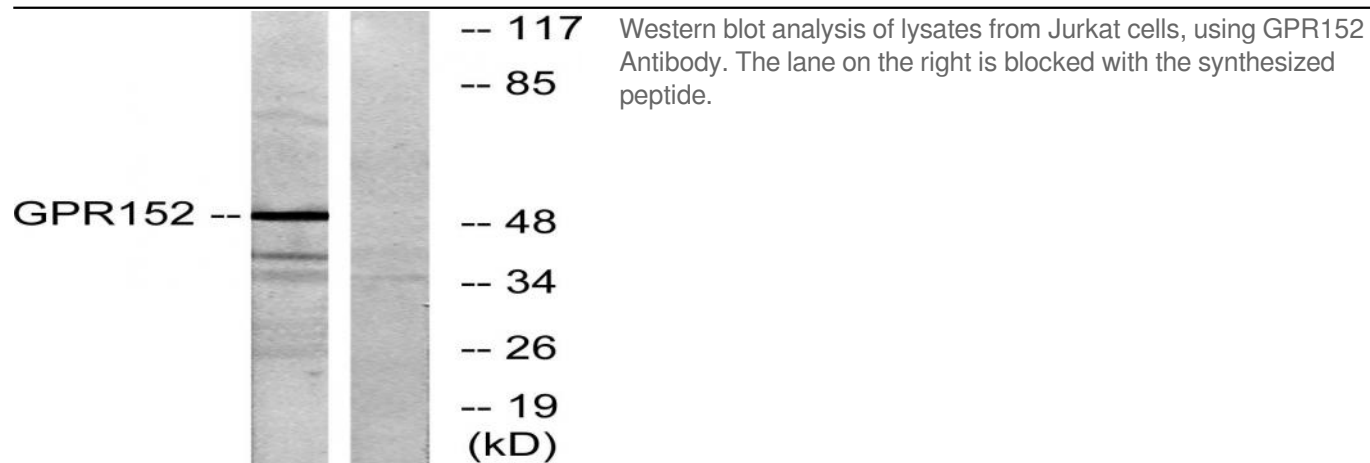 -- 117
-- 85
GPR152 --
-- 48
-- 34
-- 26
-- 19
(kD)
Western blot analysis of lysates from Jurkat cells, using GPR152
Antibody. The lane on the right is blocked with the synthesized
peptide.